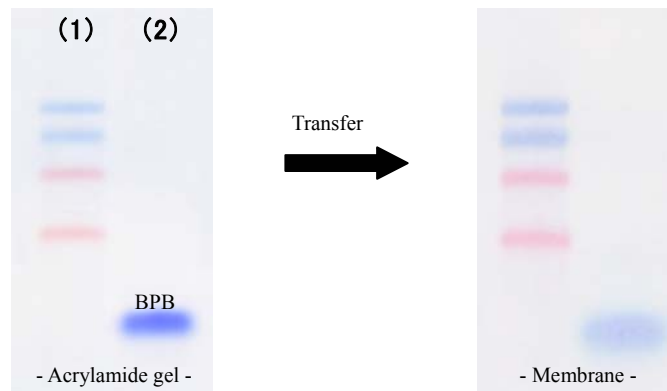 (1) (2)
Transfer
BPB
- Acrylamide gel -
- Membrane -